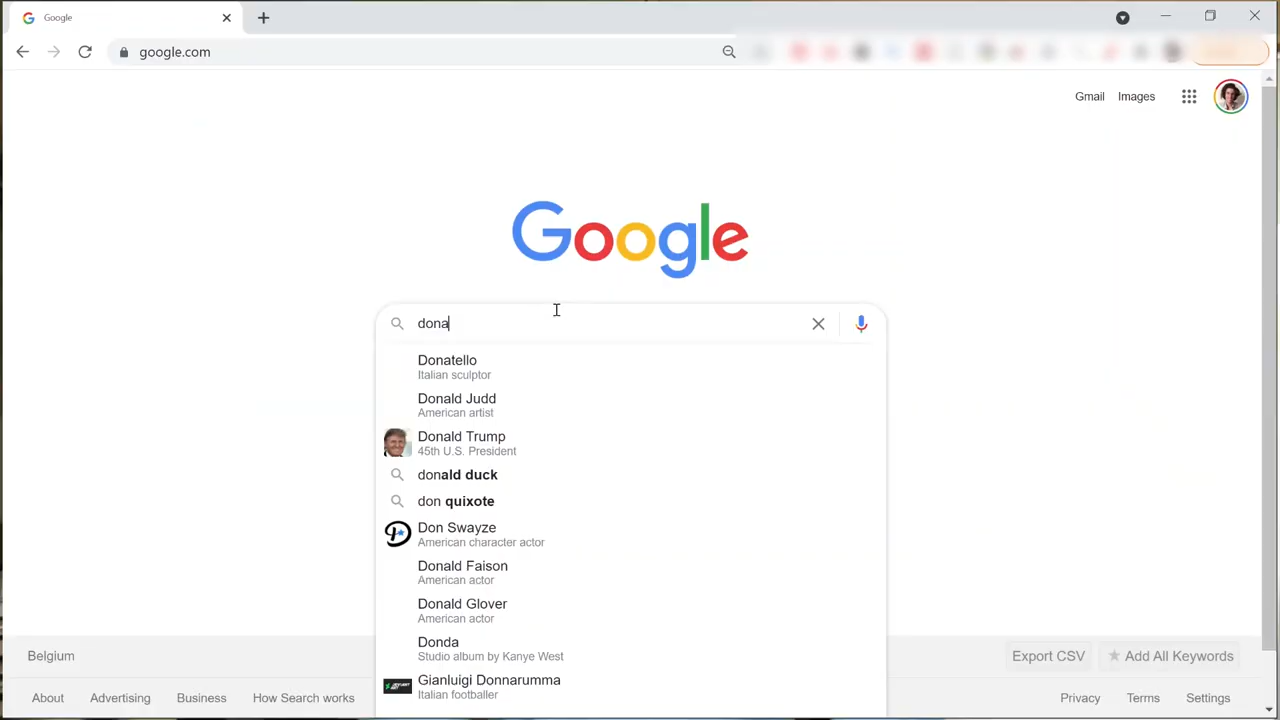 Google
google.com
Gmail Images
Google
dona
Donatello
Italian sculptor
Donald Judd
American artist
Donald Trump
45th U.S. President
donald duck
don quixote
Don Swayze
American character actor
Donald Faison
American actor
Donald Glover
American actor
Donda
Studio album by Kanye West
Gianluigi Donnarumma
Italian footballer
Belgium
Export CSV
Add All Keywords
About Advertising Business How Search works
Privacy Terms Settings